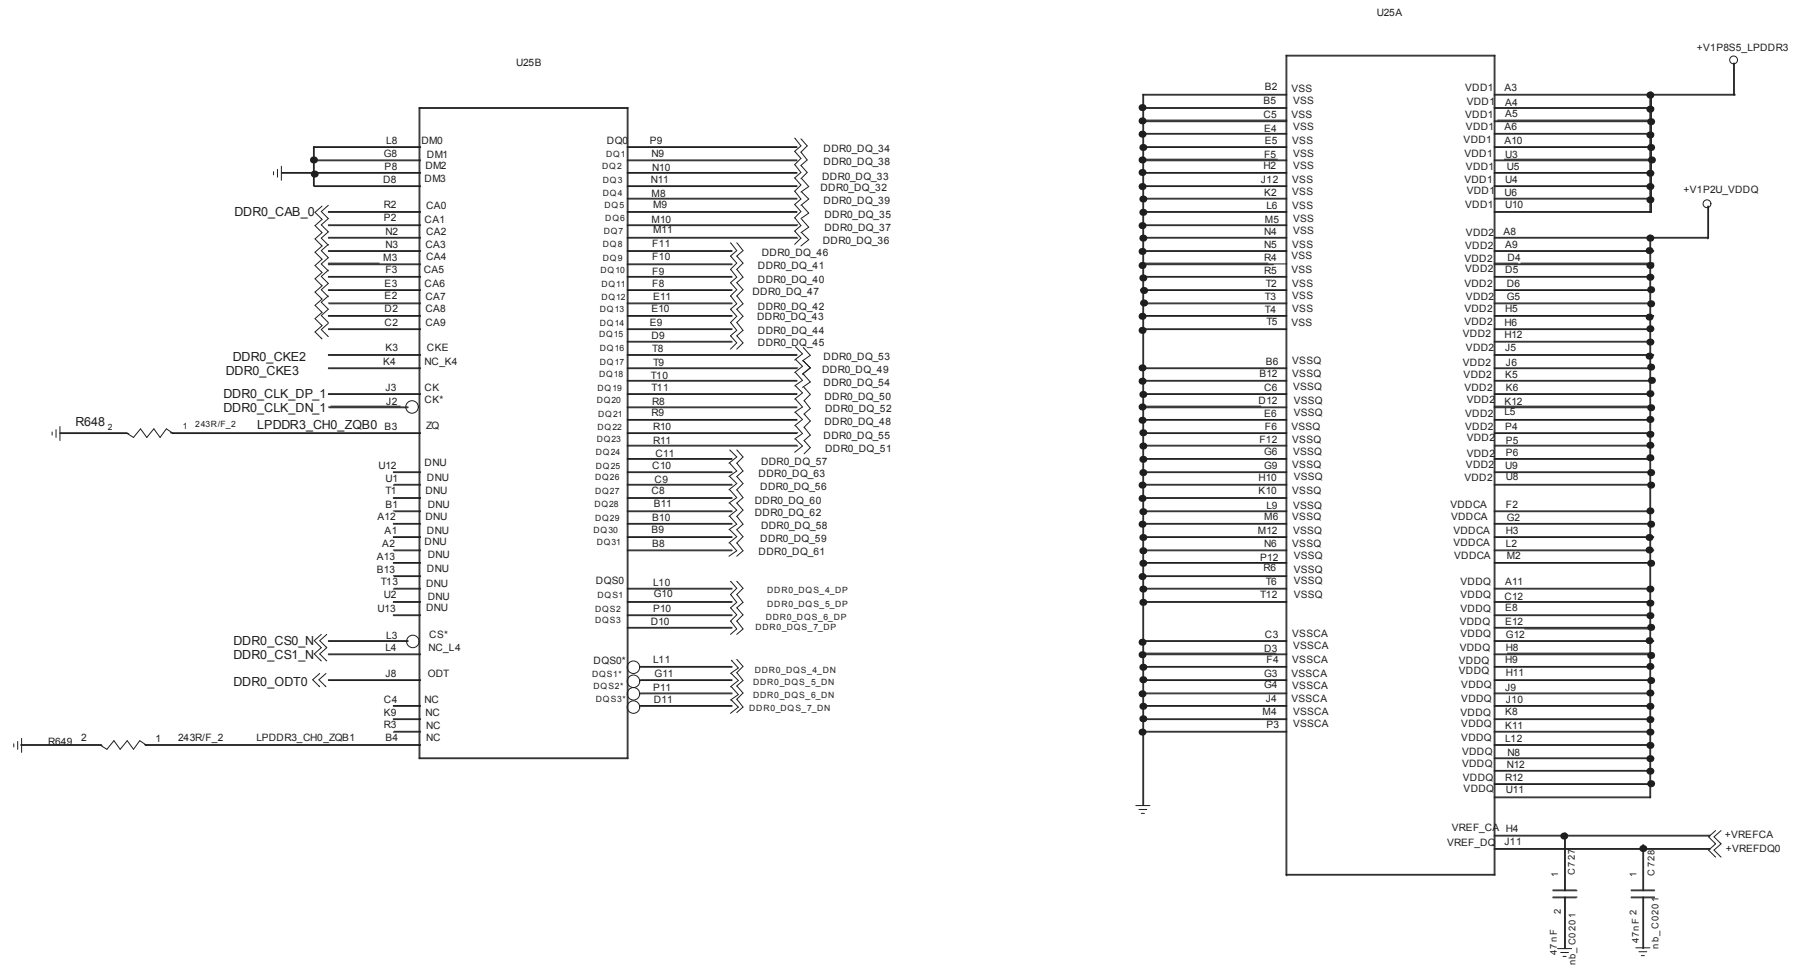 U25B
L8 DM0
G8 DM1
P8 DM2
D8 DM3
DDR0_CAB_0 R2 CA0
P2 CA1
N2 CA2
N3 CA3
M3 CA4
F3 CA5
E3 CA6
E2 CA7
D2 CA8
C2 CA9
DDR0_CKE2 K3 CKE
DDR0_CKE3 K4 NC_K4
DDR0_CLK_DP_1 J3 CK
DDR0_CLK_DN_1 J2 CK*
R648 2 1 243R/F_2 LPDDR3_CH0_ZQB0 B3 ZQ
U12 DNU
U1 DNU
T1 DNU
B1 DNU
A12 DNU
A1 DNU
A2 DNU
A13 DNU
B13 DNU
T13 DNU
U2 DNU
U13 DNU
DDR0_CS0_N L3 CS*
DDR0_CS1_N L4 NC_L4
DDR0_ODT0 J8 ODT
C4 NC
K9 NC
R3 NC
R649 2 1 243R/F_2 LPDDR3_CH0_ZQB1 B4 NC
DQ0 P9 DDR0_DQ_34
DQ1 N9 DDR0_DQ_38
DQ2 N10 DDR0_DQ_33
DQ3 N11 DDR0_DQ_32
DQ4 M8 DDR0_DQ_39
DQ5 M9 DDR0_DQ_35
DQ6 M10 DDR0_DQ_37
DQ7 M11 DDR0_DQ_36
DQ8 F11 DDR0_DQ_46
DQ9 F10 DDR0_DQ_41
DQ10 F9 DDR0_DQ_40
DQ11 F8 DDR0_DQ_47
DQ12 E11 DDR0_DQ_42
DQ13 E10 DDR0_DQ_43
DQ14 E9 DDR0_DQ_44
DQ15 D9 DDR0_DQ_45
DQ16 T8 DDR0_DQ_53
DQ17 T9 DDR0_DQ_49
DQ18 T10 DDR0_DQ_54
DQ19 T11 DDR0_DQ_50
DQ20 R8 DDR0_DQ_52
DQ21 R9 DDR0_DQ_48
DQ22 R10 DDR0_DQ_55
DQ23 R11 DDR0_DQ_51
DQ24 C11 DDR0_DQ_57
DQ25 C10 DDR0_DQ_63
DQ26 C9 DDR0_DQ_56
DQ27 C8 DDR0_DQ_60
DQ28 B11 DDR0_DQ_62
DQ29 B10 DDR0_DQ_58
DQ30 B9 DDR0_DQ_59
DQ31 B8 DDR0_DQ_61
DQS0 L10 DDR0_DQS_4_DP
DQS1 G10 DDR0_DQS_5_DP
DQS2 P10 DDR0_DQS_6_DP
DQS3 D10 DDR0_DQS_7_DP
DQS0* L11 DDR0_DQS_4_DN
DQS1* G11 DDR0_DQS_5_DN
DQS2* P11 DDR0_DQS_6_DN
DQS3* D11 DDR0_DQS_7_DN
U25A
B2 VSS
B5 VSS
C5 VSS
E4 VSS
E5 VSS
F5 VSS
H2 VSS
J12 VSS
K2 VSS
L6 VSS
M5 VSS
N4 VSS
N5 VSS
R4 VSS
R5 VSS
T2 VSS
T3 VSS
T4 VSS
T5 VSS
B6 VSSQ
B12 VSSQ
C6 VSSQ
D12 VSSQ
E6 VSSQ
F6 VSSQ
F12 VSSQ
G6 VSSQ
G9 VSSQ
H10 VSSQ
K10 VSSQ
L9 VSSQ
M6 VSSQ
M12 VSSQ
N6 VSSQ
P12 VSSQ
R6 VSSQ
T6 VSSQ
T12 VSSQ
C3 VSSCA
D3 VSSCA
F4 VSSCA
G3 VSSCA
G4 VSSCA
J4 VSSCA
M4 VSSCA
P3 VSSCA
+V1P8S5_LPDDR3
VDD1 A3
VDD1 A4
VDD1 A5
VDD1 A6
VDD1 A10
VDD1 U3
VDD1 U5
VDD1 U4
VDD1 U6
VDD1 U10
+V1P2U_VDDQ
VDD2 A8
VDD2 A9
VDD2 D4
VDD2 D5
VDD2 D6
VDD2 G5
VDD2 H5
VDD2 H6
VDD2 H12
VDD2 J5
VDD2 J6
VDD2 K5
VDD2 K6
VDD2 K12
VDD2 L5
VDD2 P4
VDD2 P5
VDD2 P6
VDD2 U9
VDD2 U8
VDDCA F2
VDDCA G2
VDDCA H3
VDDCA L2
VDDCA M2
VDDQ A11
VDDQ C12
VDDQ E8
VDDQ E12
VDDQ G12
VDDQ H8
VDDQ H9
VDDQ H11
VDDQ J9
VDDQ J10
VDDQ K8
VDDQ K11
VDDQ L12
VDDQ N8
VDDQ N12
VDDQ R12
VDDQ U11
VREF_CA H4 +VREFCA
VREF_DQ J11 +VREFDQ0
1 C727
2 47nF nb_C0201
1 C728
2 47nF nb_C0201